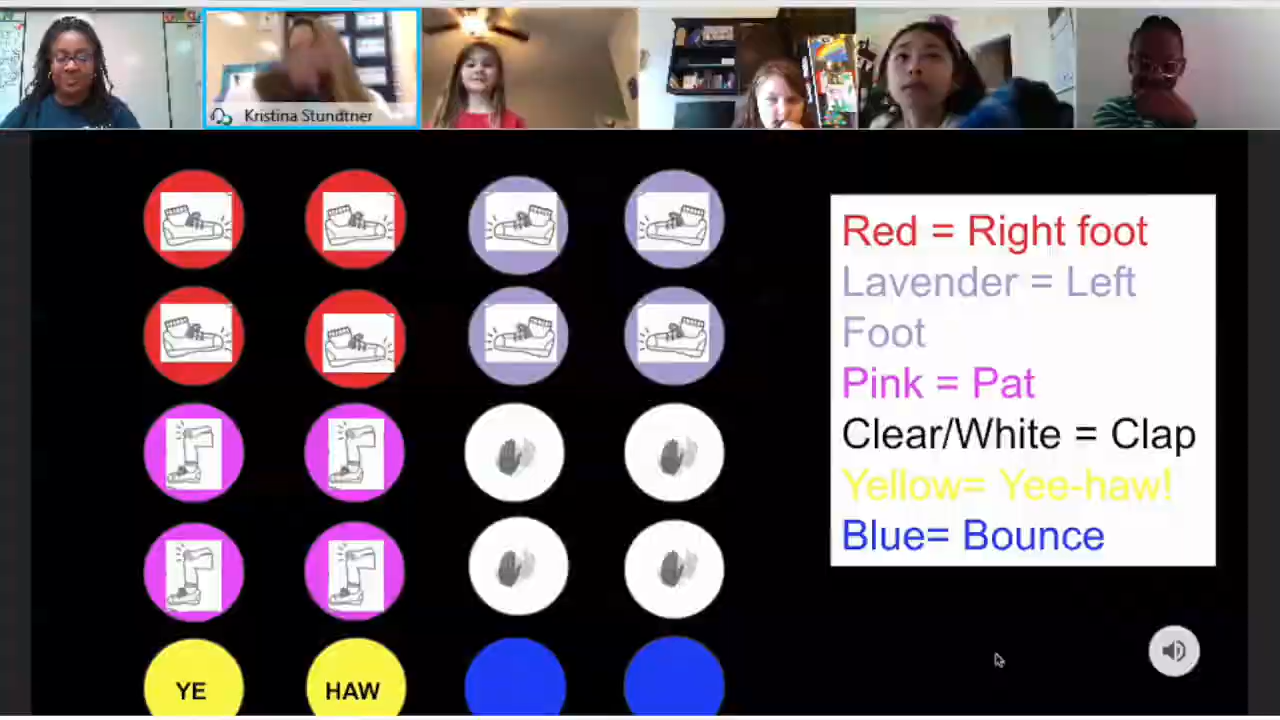 Kristina Stundtner
Red = Right foot
Lavender = Left
Foot
Pink = Pat
Clear/White = Clap
Yellow= Yee-haw!
Blue= Bounce
YE HAW